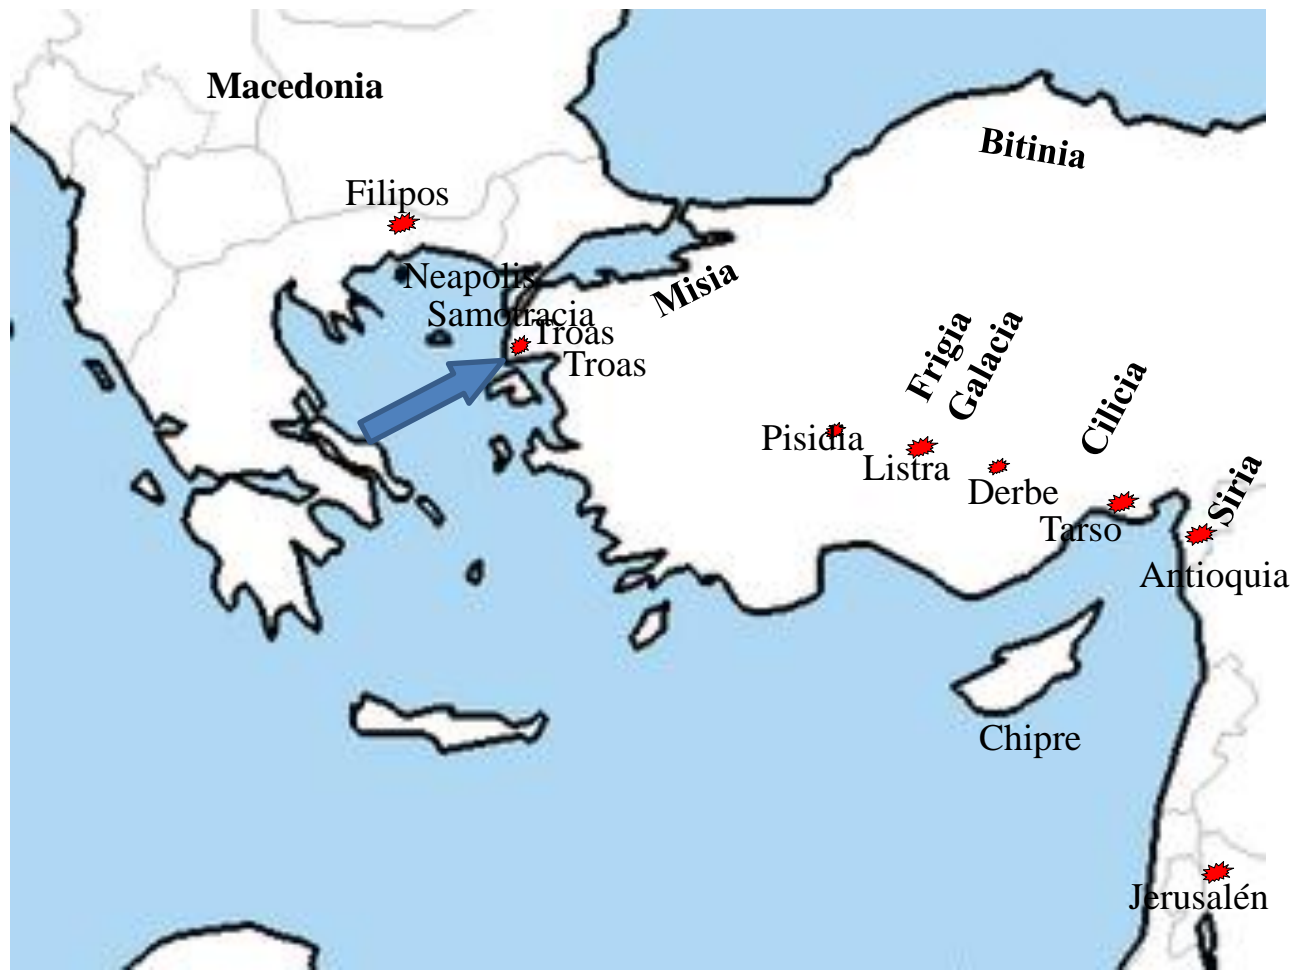 Macedonia
Bitinia
Filipos
Neapolis
Misia
Samotracia
Troas
Troas
Frigia
Galacia
Cilicia
Pisidia
Listra
Derbe
Siria
Tarso
Antioquia
Chipre
Jerusalén